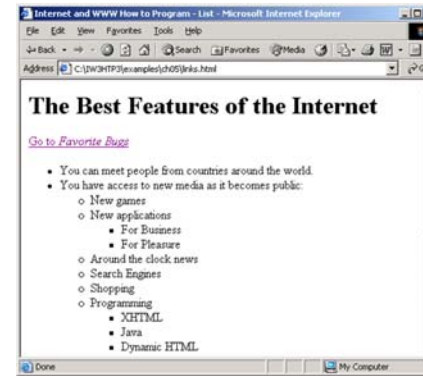 Internet and WWW How to Program - List - Microsoft Internet Explorer
File Edit View Favorites Tools Help
Back Search Favorites Media
Address C:\IW3HTP3\examples\ch05\links.html
The Best Features of the Internet
Go to Favorite Bugs
You can meet people from countries around the world.
You have access to new media as it becomes public:
New games
New applications
For Business
For Pleasure
Around the clock news
Search Engines
Shopping
Programming
XHTML
Java
Dynamic HTML
Done My Computer